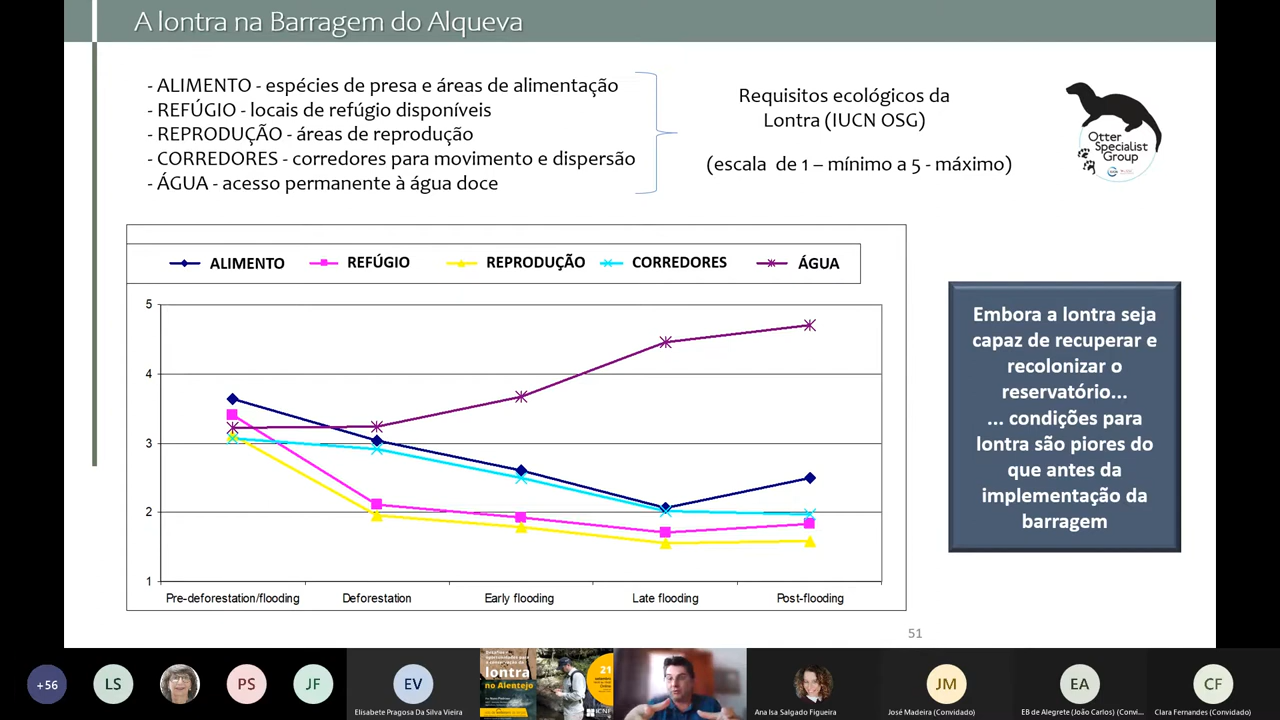 A lontra na Barragem do Alqueva
- ALIMENTO - espécies de presa e áreas de alimentação
- REFÚGIO - locais de refúgio disponíveis
- REPRODUÇÃO - áreas de reprodução
- CORREDORES - corredores para movimento e dispersão
- ÁGUA - acesso permanente à água doce
Requisitos ecológicos da
Lontra (IUCN OSG)
(escala de 1 – mínimo a 5 - máximo)
Otter
Specialist
Group
ALIMENTO REFÚGIO REPRODUÇÃO CORREDORES ÁGUA
5
4
3
2
1
Pre-deforestation/flooding Deforestation Early flooding Late flooding Post-flooding
Embora a lontra seja
capaz de recuperar e
recolonizar o
reservatório...
... condições para
lontra são piores do
que antes da
implementação da
barragem
51
+56 LS PS JF EV JM EA CF
lontra
no Alentejo
21
ICNF
Elisabete Pragosa Da Silva Vieira
Ana Isa Salgado Figueira
José Madeira (Convidado)
EB de Alegrete (João Carlos) (Convi...
Clara Fernandes (Convidado)